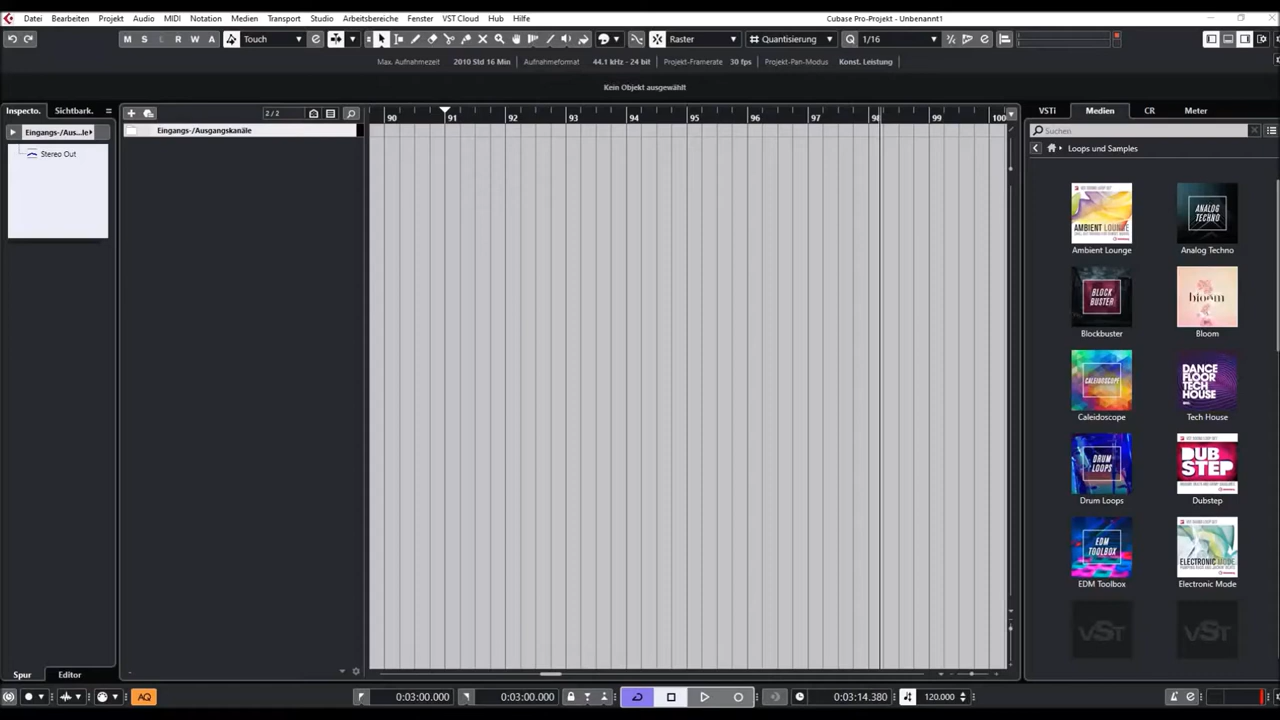 Datei Bearbeiten Projekt Audio MIDI Notation Medien Transport Studio Arbeitsbereiche Fenster VST Cloud Hub Hilfe
Cubase Pro-Projekt - Unbenannt1
M S L R W A Touch
Raster
Quantisierung
Q 1/16
Max. Aufnahmezeit 2010 Std 16 Min Aufnahmeformat 44.1 kHz - 24 bit Projekt-Framerate 30 fps Projekt-Pan-Modus Konst. Leistung
Kein Objekt ausgewählt
Inspecto. Sichtbark.
2 / 2
VSTi Medien CR Meter
90 91 92 93 94 95 96 97 98 99 100
Eingangs-/Aus...le
Eingangs-/Ausgangskanäle
Suchen
Stereo Out
Loops und Samples
AMBIENT LOUNGE
ANALOG TECHNO
Ambient Lounge Analog Techno
BLOCK BUSTER
bloom
Blockbuster Bloom
CALEIDOSCOPE
DANCE FLOOR TECH HOUSE
Caleidoscope Tech House
DRUM LOOPS
DUB STEP
Drum Loops Dubstep
EDM TOOLBOX
ELECTRONIC MODE
EDM Toolbox Electronic Mode
VST VST
Spur Editor
AQ
0:03:00.000 0:03:00.000
0:03:14.380
120.000